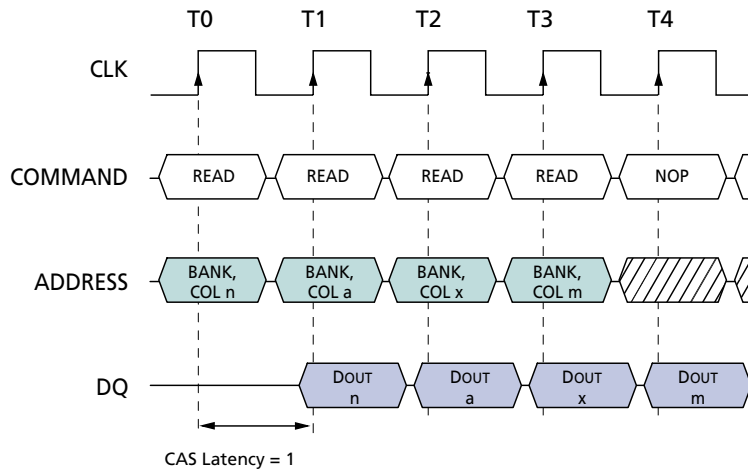 T0 T1 T2 T3 T4
CLK
COMMAND READ READ READ READ NOP
ADDRESS BANK, COL n BANK, COL a BANK, COL x BANK, COL m
DQ DOUT n DOUT a DOUT x DOUT m
CAS Latency = 1